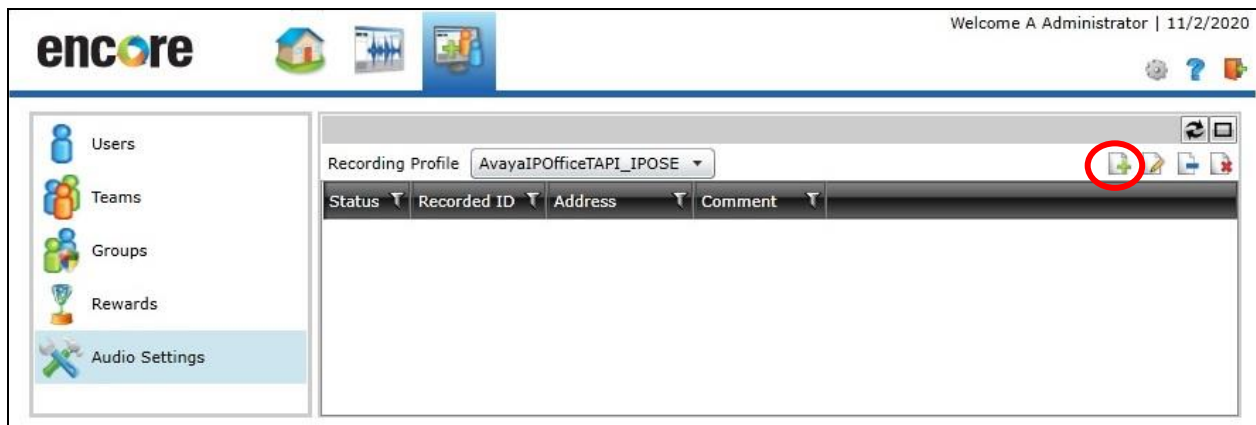 Welcome A Administrator | 11/2/2020
encore
Users
Teams
Groups
Rewards
Audio Settings
Recording Profile AvayaIPOfficeTAPI_IPOSE
Status Recorded ID Address Comment